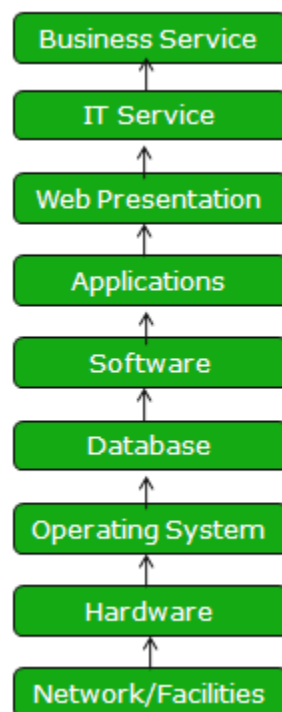 Business Service
IT Service
Web Presentation
Applications
Software
Database
Operating System
Hardware
Network/Facilities